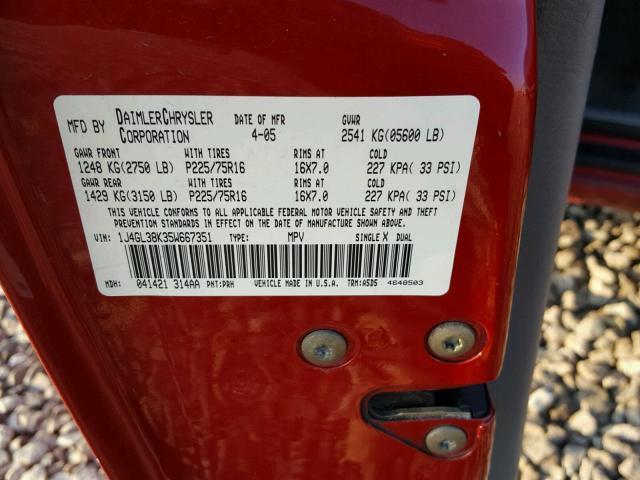 MFD BY DAIMLERCHRYSLER CORPORATION DATE OF MFR 4-05 GVWR 2541 KG(05600 LB)
GAWR FRONT WITH TIRES RIMS AT COLD
1248 KG(2750 LB) P225/75R16 16X7.0 227 KPA( 33 PSI)
GAWR REAR WITH TIRES RIMS AT COLD
1429 KG(3150 LB) P225/75R16 16X7.0 227 KPA( 33 PSI)
THIS VEHICLE CONFORMS TO ALL APPLICABLE FEDERAL MOTOR VEHICLE SAFETY AND THEFT
PREVENTION STANDARDS IN EFFECT ON THE DATE OF MANUFACTURE SHOWN ABOVE.
VIN: 1J4GL38K35W667351 TYPE: MPV SINGLE X DUAL
MDH: 041421 314AA PNT:PRH VEHICLE MADE IN U.S.A. TRM:A5DS 4648503